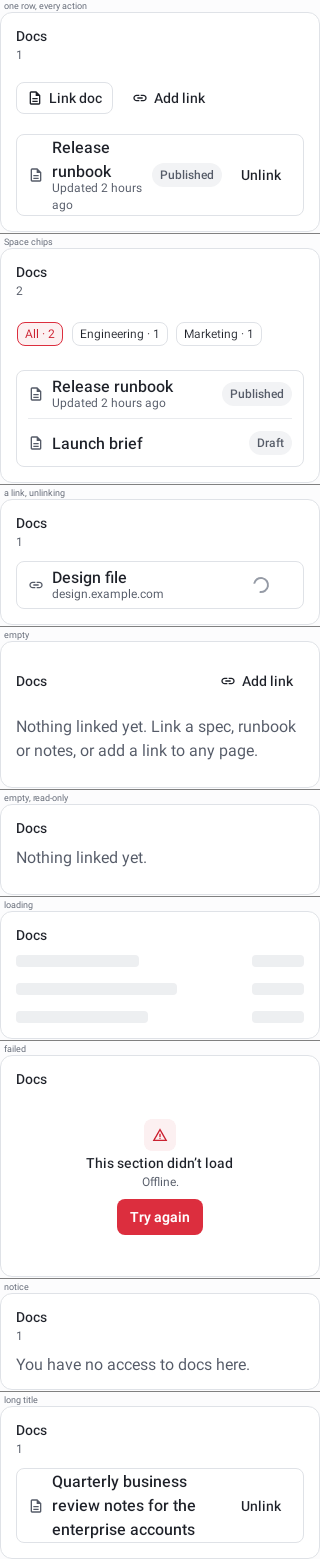 one row, every action
Docs
1
Link doc
Add link
Release
runbook
Updated 2 hours
ago
Published
Unlink
Space chips
Docs
2
All · 2
Engineering · 1
Marketing · 1
Release runbook
Updated 2 hours ago
Published
Launch brief
Draft
a link, unlinking
Docs
1
Design file
design.example.com
empty
Docs
Add link
Nothing linked yet. Link a spec, runbook
or notes, or add a link to any page.
empty, read-only
Docs
Nothing linked yet.
loading
Docs
failed
Docs
This section didn’t load
Offline.
Try again
notice
Docs
1
You have no access to docs here.
long title
Docs
1
Quarterly business
review notes for the
enterprise accounts
Unlink